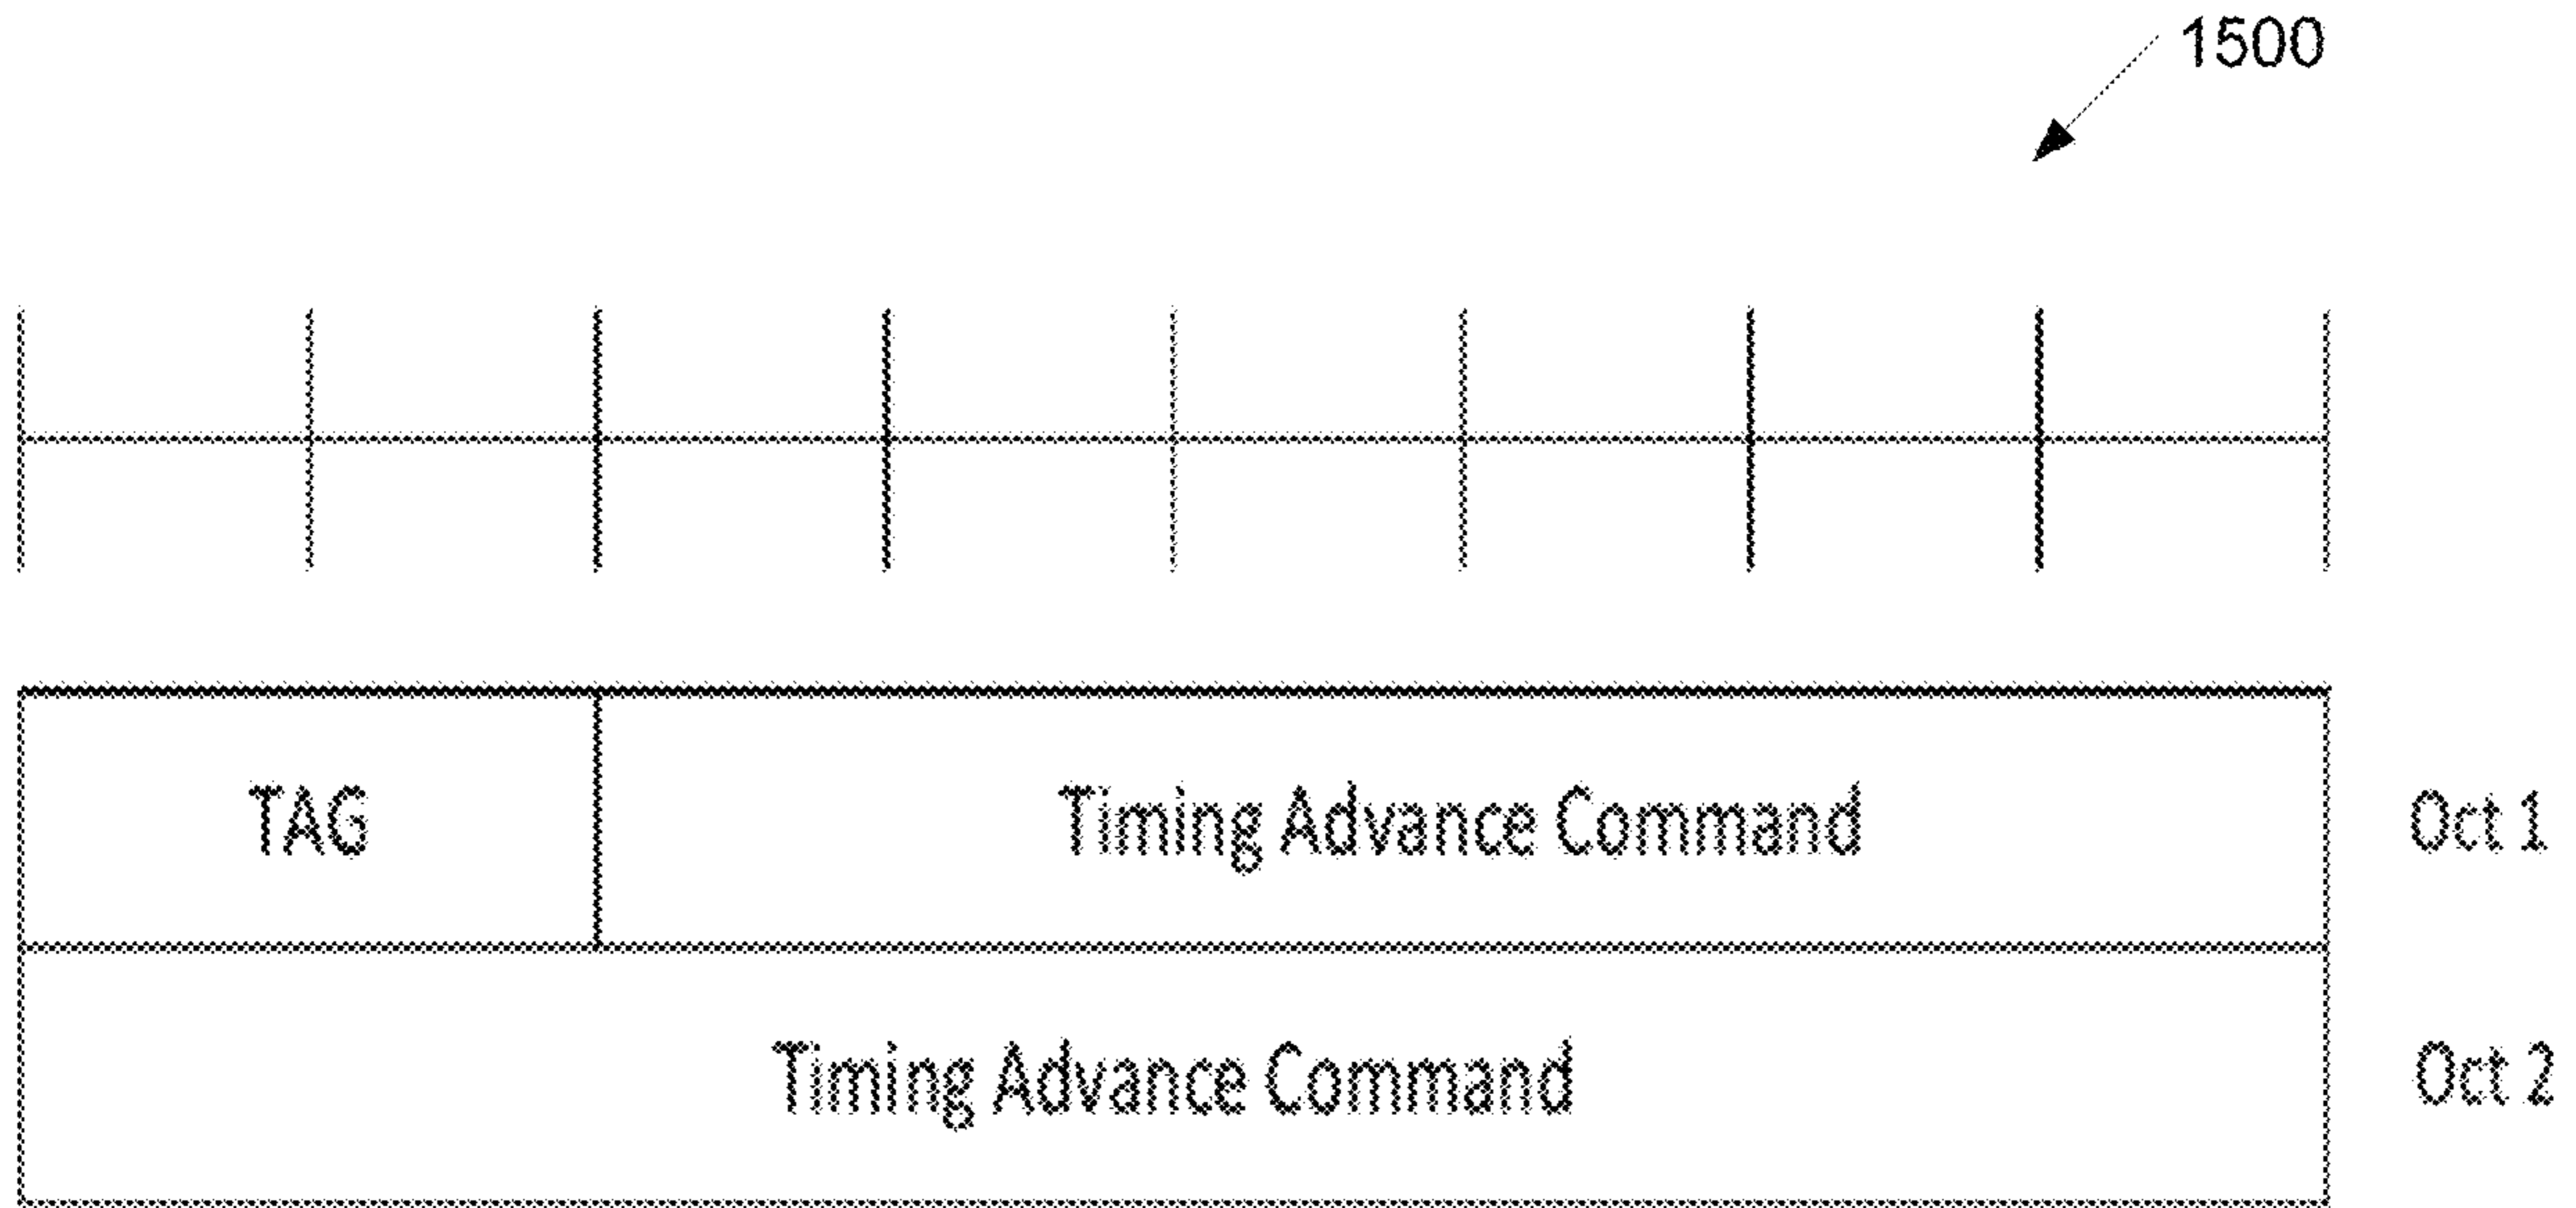 1500
TAG Timing Advance Command Oct 1
Timing Advance Command Oct 2